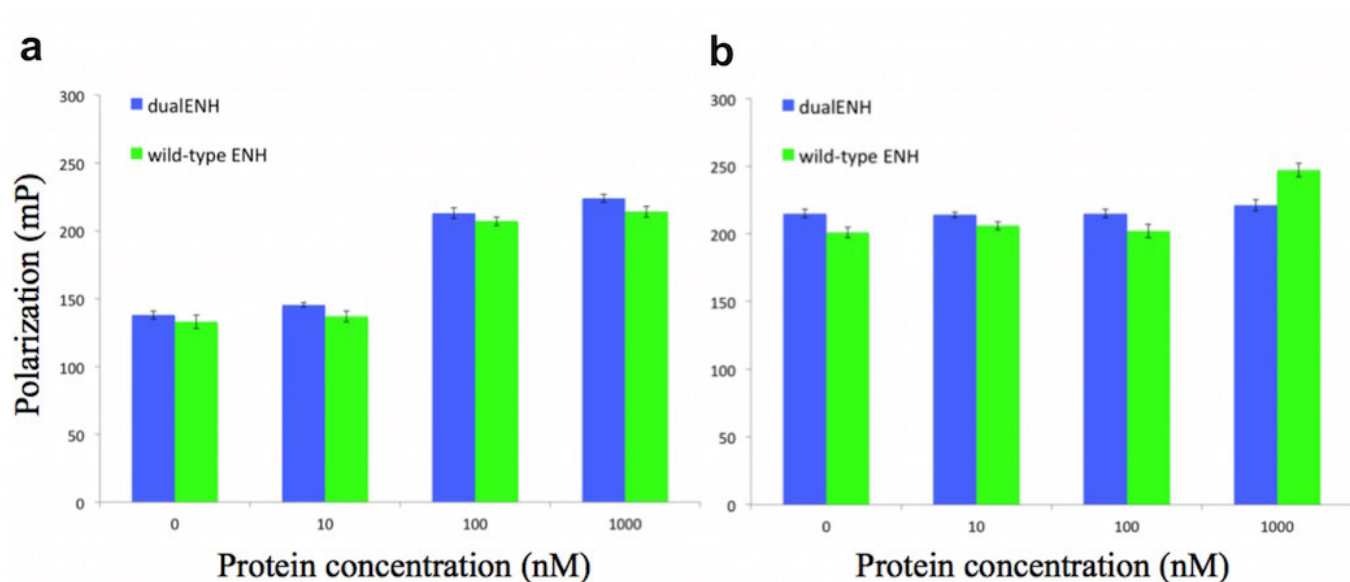 a
300
250
200
150
100
50
0
dualENH
wild-type ENH
Polarization (mP)
0 10 100 1000
Protein concentration (nM)
b
300
250
200
150
100
50
0
dualENH
wild-type ENH
0 10 100 1000
Protein concentration (nM)